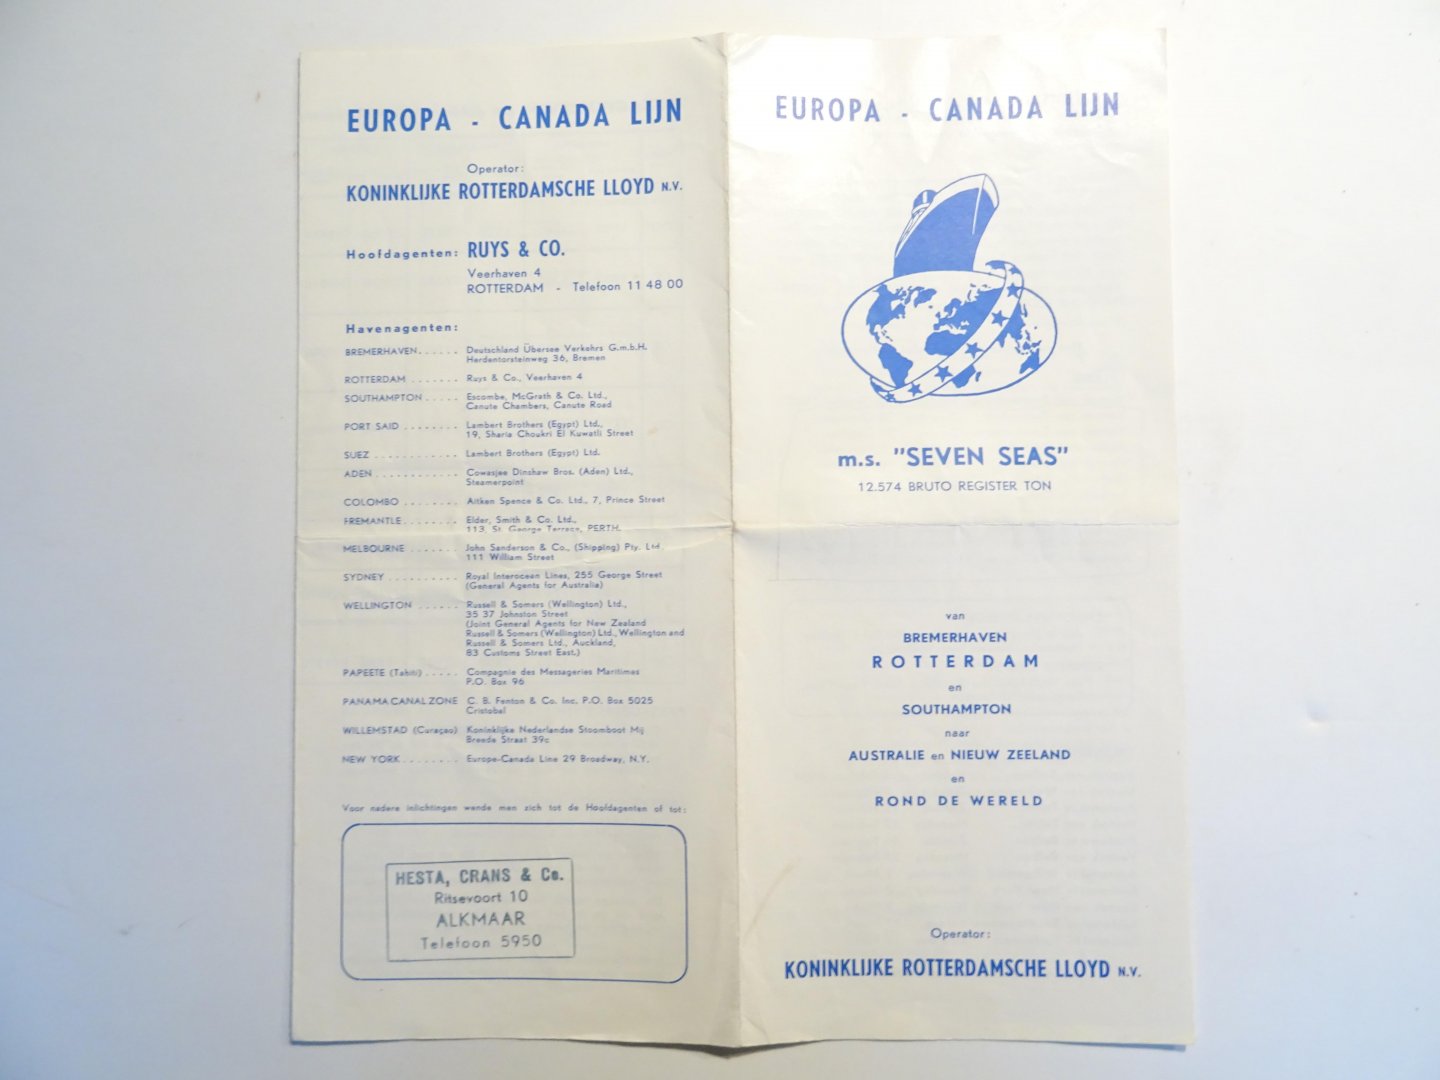 EUROPA - CANADA LIJN
Operator:
KONINKLIJKE ROTTERDAMSCHE LLOYD N.V.
Hoofdagenten: RUYS & CO.
Veerhaven 4
ROTTERDAM - Telefoon 11 48 00
Havenagenten:
BREMERHAVEN...... Deutschland Übersee Verkehrs G.m.b.H.
Herdentorsteinweg 36, Bremen
ROTTERDAM ....... Ruys & Co., Veerhaven 4
SOUTHAMPTON..... Escombe, McGrath & Co. Ltd.,
Canute Chambers, Canute Road
PORT SAID ........ Lambert Brothers (Egypt) Ltd.,
19, Sharia Choukri El Kuwatli Street
SUEZ ............ Lambert Brothers (Egypt) Ltd.
ADEN............ Cowasjee Dinshaw Bros. (Aden) Ltd.,
Steamerpoint
COLOMBO ........ Aitken Spence & Co. Ltd., 7, Prince Street
FREMANTLE........ Elder, Smith & Co. Ltd.,
113 St. George Terrace, PERTH.
MELBOURNE ....... John Sanderson & Co., (Shipping) Pty. Ltd
111 William Street
SYDNEY .......... Royal Interocean Lines, 255 George Street
(General Agents for Australia)
WELLINGTON ...... Russell & Somers (Wellington) Ltd.,
35 37 Johnston Street
(Joint General Agents for New Zealand
Russell & Somers (Wellington) Ltd., Wellington and
Russell & Somers Ltd., Auckland,
83 Customs Street East.)
PAPEETE (Tahiti)..... Compagnie des Messageries Maritimes
P.O. Box 96
PANAMA CANAL ZONE C. B. Fenton & Co. Inc. P.O. Box 5025
Cristobal
WILLEMSTAD (Curaçao) Koninklijke Nederlandse Stoomboot Mij
Breede Straat 39c
NEW YORK........ Europe-Canada Line 29 Broadway, N.Y.
Voor nadere inlichtingen wende men zich tot de Hoofdagenten of tot:
HESTA, CRANS & Co.
Ritsevoort 10
ALKMAAR
Telefoon 5950
EUROPA - CANADA LIJN
m.s. "SEVEN SEAS"
12.574 BRUTO REGISTER TON
van
BREMERHAVEN
ROTTERDAM
en
SOUTHAMPTON
naar
AUSTRALIE en NIEUW ZEELAND
en
ROND DE WERELD
Operator:
KONINKLIJKE ROTTERDAMSCHE LLOYD N.V.